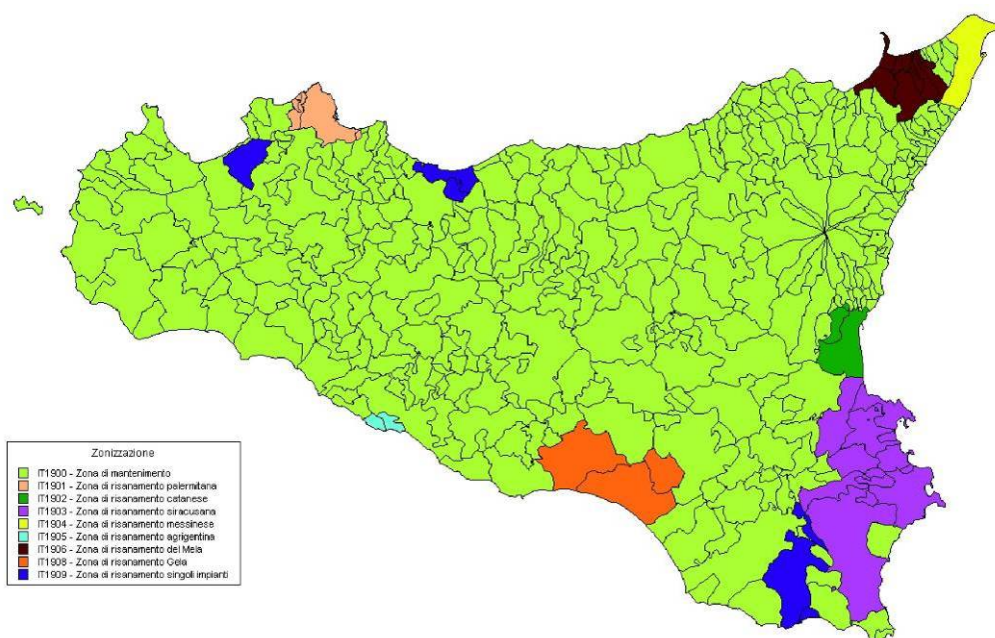 Zonizzazione
IT1900 - Zona di mantenimento
IT1901 - Zona di risanamento palermitana
IT1902 - Zona di risanamento catanese
IT1903 - Zona di risanamento siracusana
IT1904 - Zona di risanamento messinese
IT1905 - Zona di risanamento agrigentina
IT1906 - Zona di risanamento del Mela
IT1908 - Zona di risanamento Gela
IT1909 - Zona di risanamento singoli impianti